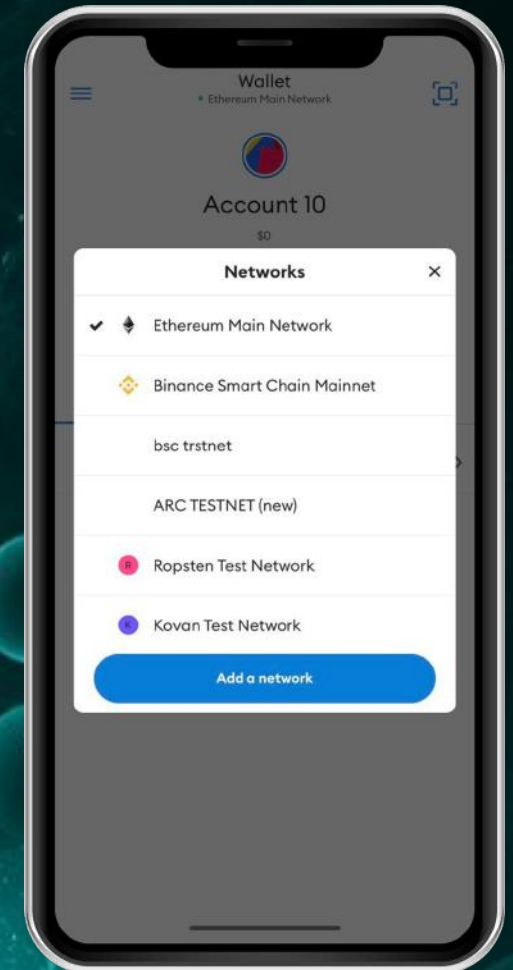 Wallet
Ethereum Main Network
Account 10
$0
Networks
Ethereum Main Network
Binance Smart Chain Mainnet
bsc trstnet
ARC TESTNET (new)
R
Ropsten Test Network
K
Kovan Test Network
Add a network